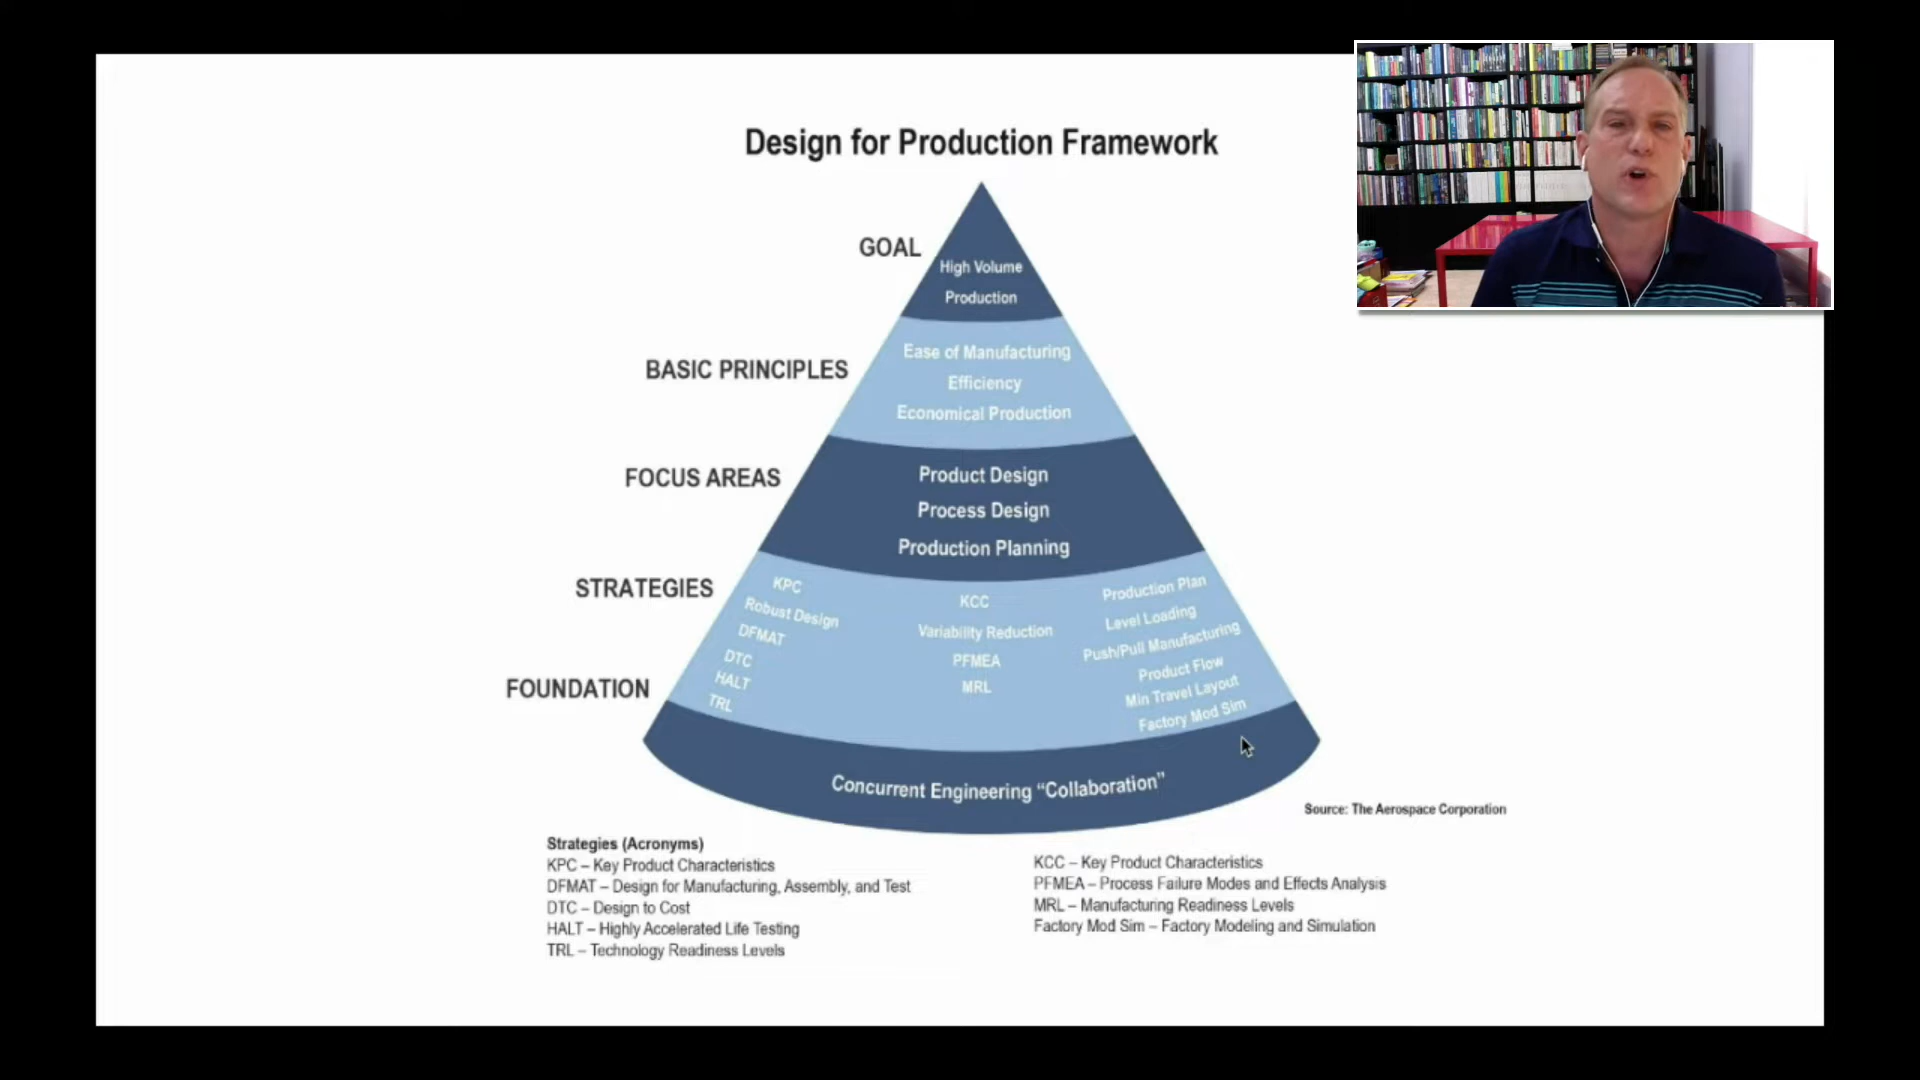 Design for Production Framework
GOAL
High Volume
Production
BASIC PRINCIPLES
Ease of Manufacturing
Efficiency
Economical Production
FOCUS AREAS
Product Design
Process Design
Production Planning
STRATEGIES
KPC
Robust Design
DFMAT
DTC
HALT
TRL
KCC
Variability Reduction
PFMEA
MRL
Production Plan
Level Loading
Push/Pull Manufacturing
Product Flow
Min Travel Layout
Factory Mod Sim
FOUNDATION
Concurrent Engineering “Collaboration”
Source: The Aerospace Corporation
Strategies (Acronyms)
KPC – Key Product Characteristics
DFMAT – Design for Manufacturing, Assembly, and Test
DTC – Design to Cost
HALT – Highly Accelerated Life Testing
TRL – Technology Readiness Levels
KCC – Key Product Characteristics
PFMEA – Process Failure Modes and Effects Analysis
MRL – Manufacturing Readiness Levels
Factory Mod Sim – Factory Modeling and Simulation